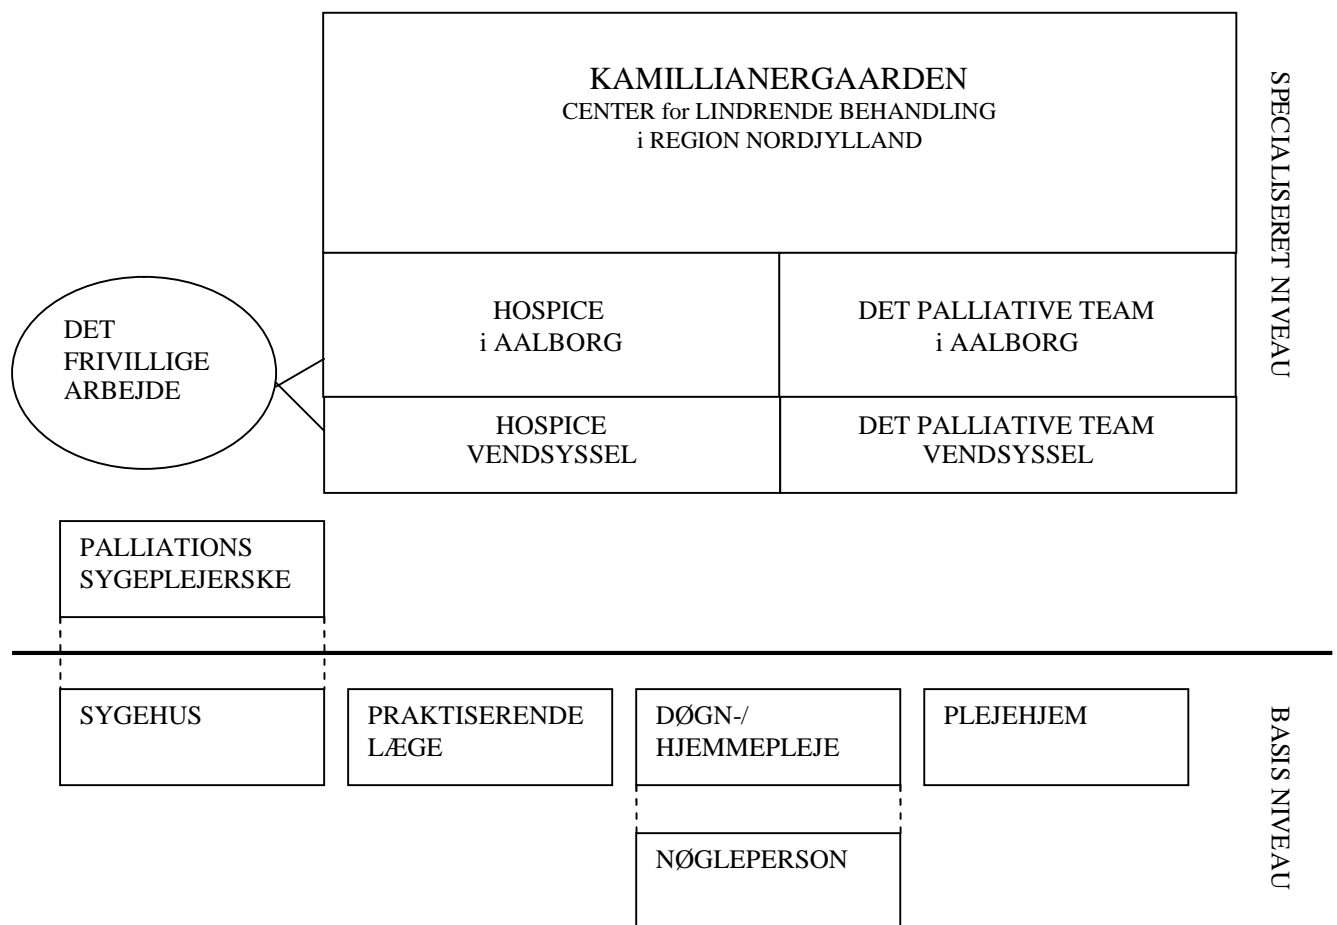 KAMILLIANERGAARDEN
CENTER for LINDRENDE BEHANDLING
i REGION NORDJYLLAND
SPECIALISERET NIVEAU
DET
FRIVILLIGE
ARBEJDE
HOSPICE
i AALBORG
DET PALLIATIVE TEAM
i AALBORG
HOSPICE
VENDSYSSEL
DET PALLIATIVE TEAM
VENDSYSSEL
PALLIATIONS
SYGEPLEJERSKE
SYGEHUS
PRAKTISERENDE
LÆGE
DØGN-/
HJEMMEPLEJE
PLEJEHJEM
BASIS NIVEAU
NØGLEPERSON